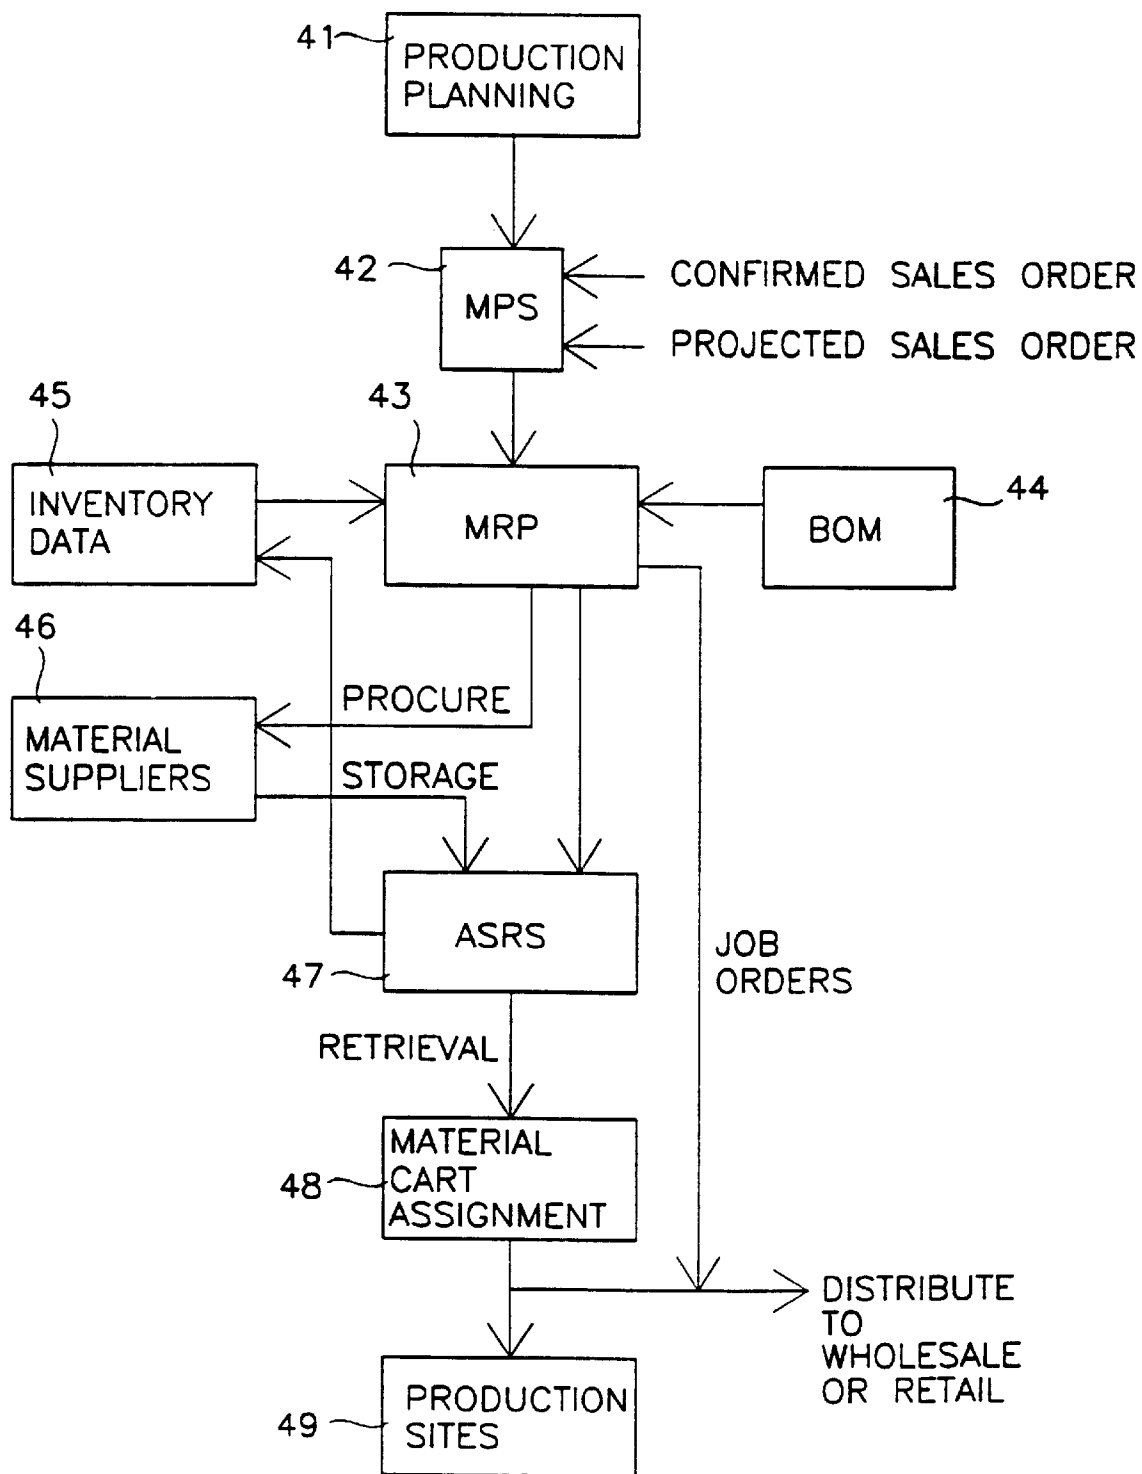 41
PRODUCTION
PLANNING
42
MPS
CONFIRMED SALES ORDER
PROJECTED SALES ORDER
45
43
44
INVENTORY
DATA
MRP
BOM
46
PROCURE
MATERIAL
SUPPLIERS
STORAGE
ASRS
47
JOB
ORDERS
RETRIEVAL
MATERIAL
CART
ASSIGNMENT
48
DISTRIBUTE
TO
WHOLESALE
OR RETAIL
PRODUCTION
SITES
49